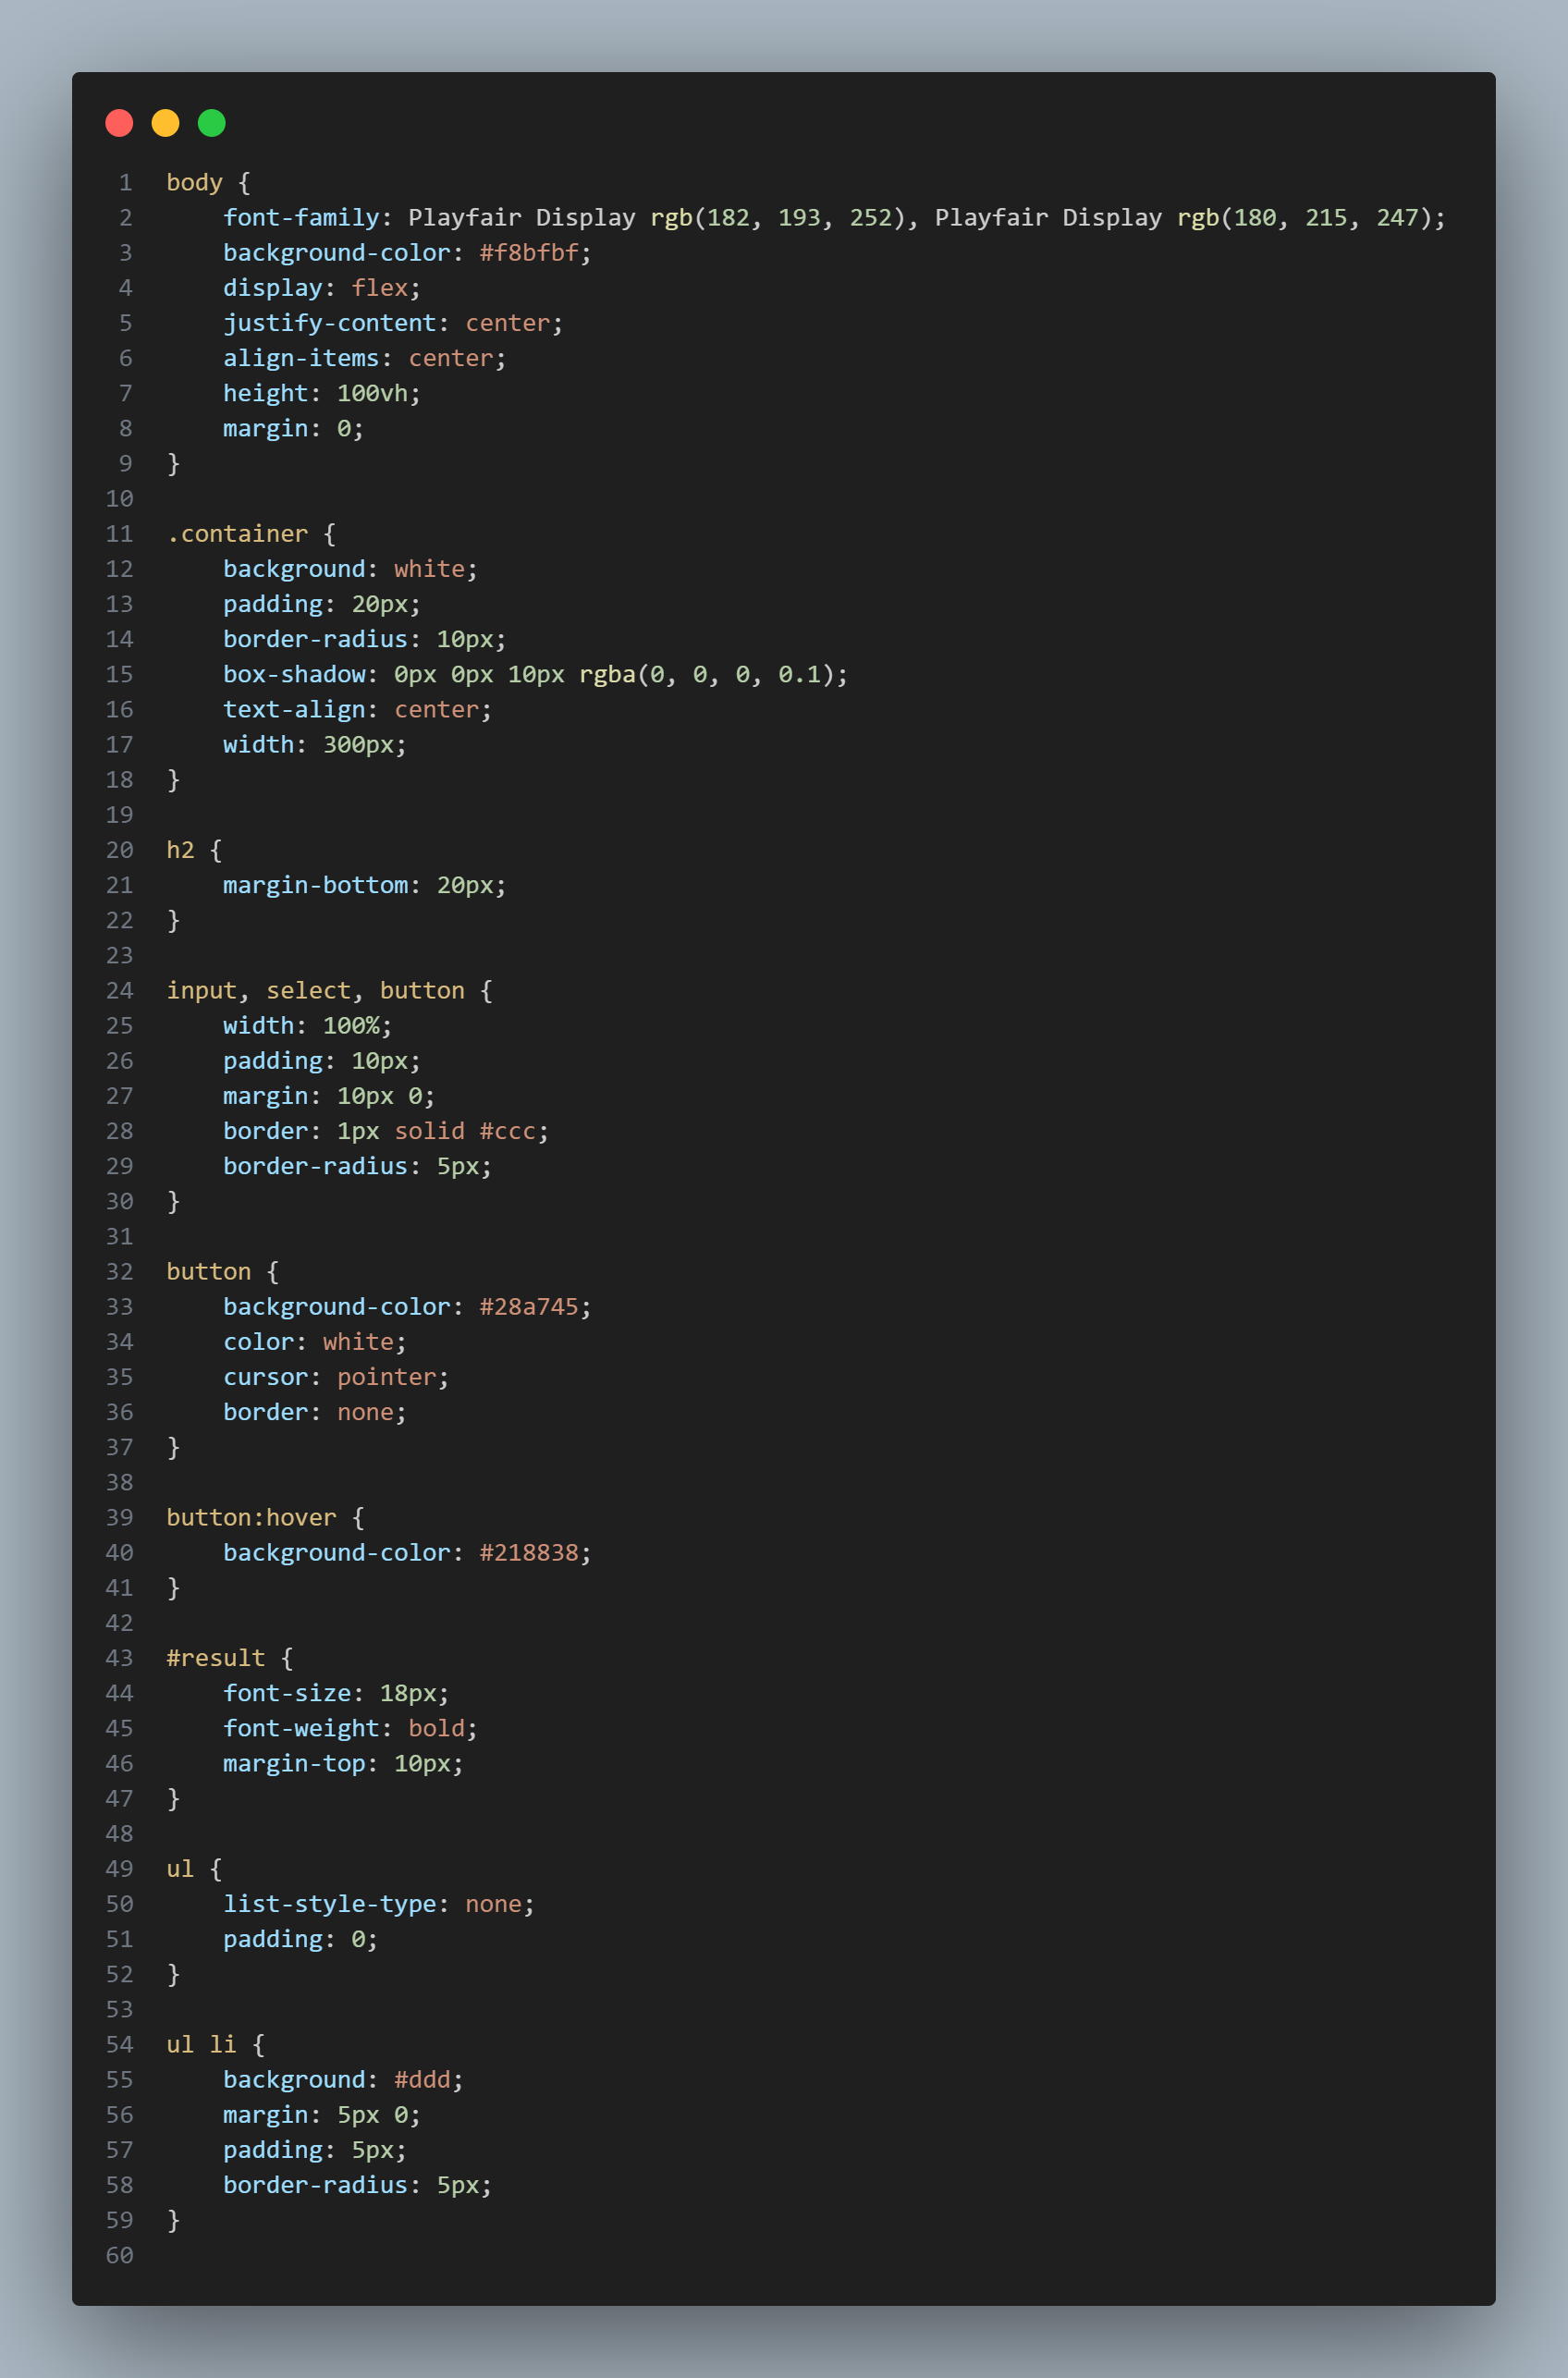 1 body {
2     font-family: Playfair Display rgb(182, 193, 252), Playfair Display rgb(180, 215, 247);
3     background-color: #f8bfbf;
4     display: flex;
5     justify-content: center;
6     align-items: center;
7     height: 100vh;
8     margin: 0;
9 }
10
11 .container {
12     background: white;
13     padding: 20px;
14     border-radius: 10px;
15     box-shadow: 0px 0px 10px rgba(0, 0, 0, 0.1);
16     text-align: center;
17     width: 300px;
18 }
19
20 h2 {
21     margin-bottom: 20px;
22 }
23
24 input, select, button {
25     width: 100%;
26     padding: 10px;
27     margin: 10px 0;
28     border: 1px solid #ccc;
29     border-radius: 5px;
30 }
31
32 button {
33     background-color: #28a745;
34     color: white;
35     cursor: pointer;
36     border: none;
37 }
38
39 button:hover {
40     background-color: #218838;
41 }
42
43 #result {
44     font-size: 18px;
45     font-weight: bold;
46     margin-top: 10px;
47 }
48
49 ul {
50     list-style-type: none;
51     padding: 0;
52 }
53
54 ul li {
55     background: #ddd;
56     margin: 5px 0;
57     padding: 5px;
58     border-radius: 5px;
59 }
60